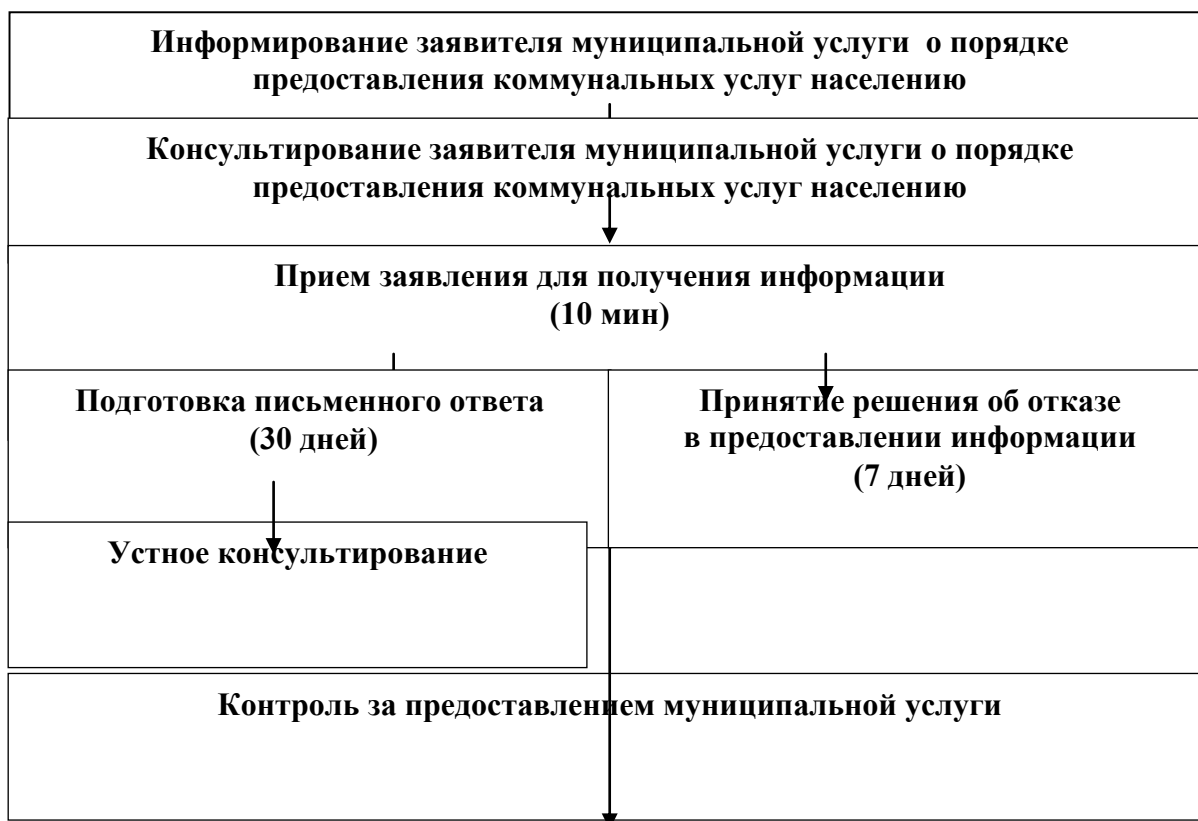 Информирование заявителя муниципальной услуги о порядке
предоставления коммунальных услуг населению
Консультирование заявителя муниципальной услуги о порядке
предоставления коммунальных услуг населению
Прием заявления для получения информации
(10 мин)
Подготовка письменного ответа
(30 дней)
Принятие решения об отказе
в предоставлении информации
(7 дней)
Устное консультирование
Контроль за предоставлением муниципальной услуги